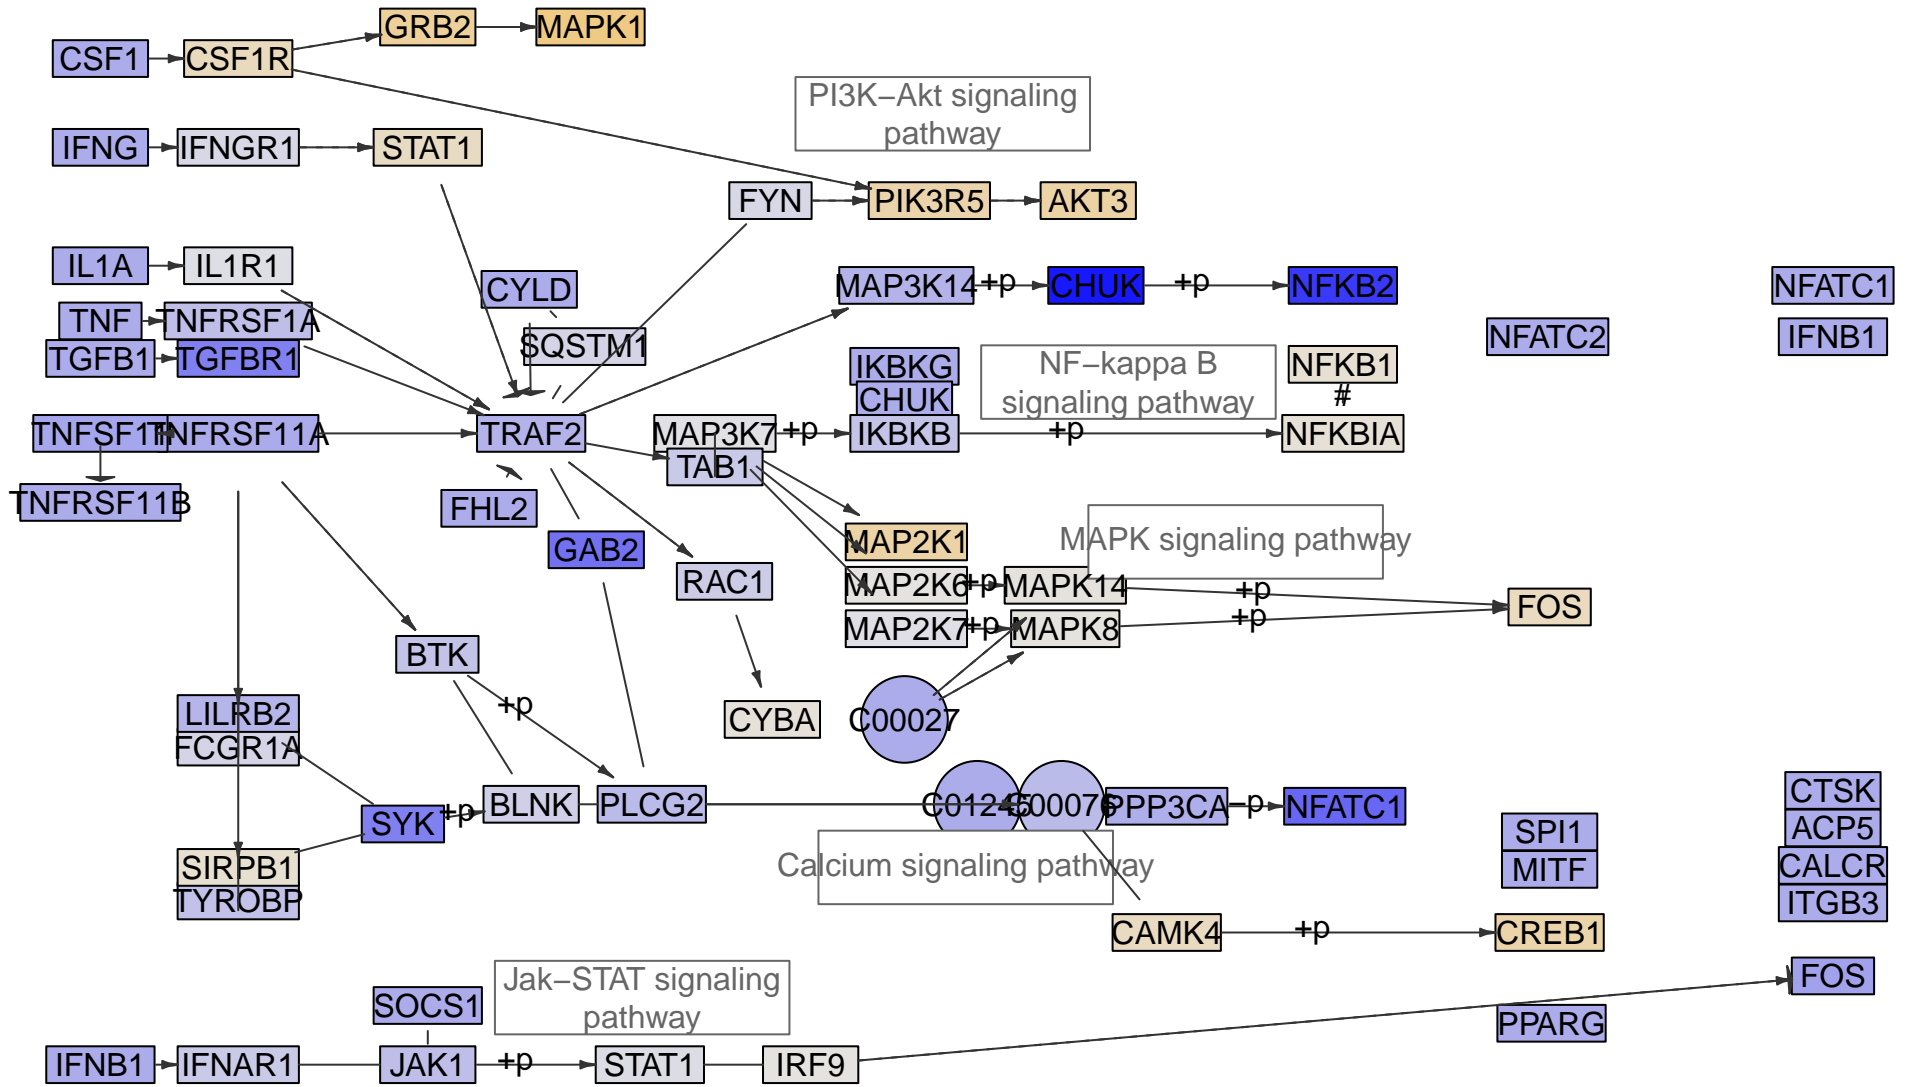 GRB2
MAPK1
CSF1
CSF1R
PI3K–Akt signaling
pathway
IFNG
IFNGR1
STAT1
FYN
PIK3R5
AKT3
IL1A
IL1R1
CYLD
MAP3K14
+p
CHUK
+p
NFKB2
NFATC1
TNF
TNFRSF1A
SQSTM1
NFATC2
IFNB1
TGFB1
TGFBR1
IKBKG
NF–kappa B
signaling pathway
NFKB1
#
CHUK
TNFSF11
TNFRSF11A
TRAF2
MAP3K7
+p
IKBKB
+p
NFKBIA
TAB1
TNFRSF11B
FHL2
GAB2
MAP2K1
MAPK signaling pathway
RAC1
MAP2K6
+p
MAPK14
+p
FOS
MAP2K7
+p
MAPK8
+p
BTK
+p
LILRB2
FCGR1A
CYBA
C00027
SYK
+p
BLNK
PLCG2
C01245
C00076
PPP3CA
–p
NFATC1
CTSK
SPI1
ACP5
SIRPB1
Calcium signaling pathway
MITF
CALCR
TYROBP
ITGB3
CAMK4
+p
CREB1
Jak–STAT signaling
pathway
FOS
SOCS1
PPARG
IFNB1
IFNAR1
JAK1
+p
STAT1
IRF9